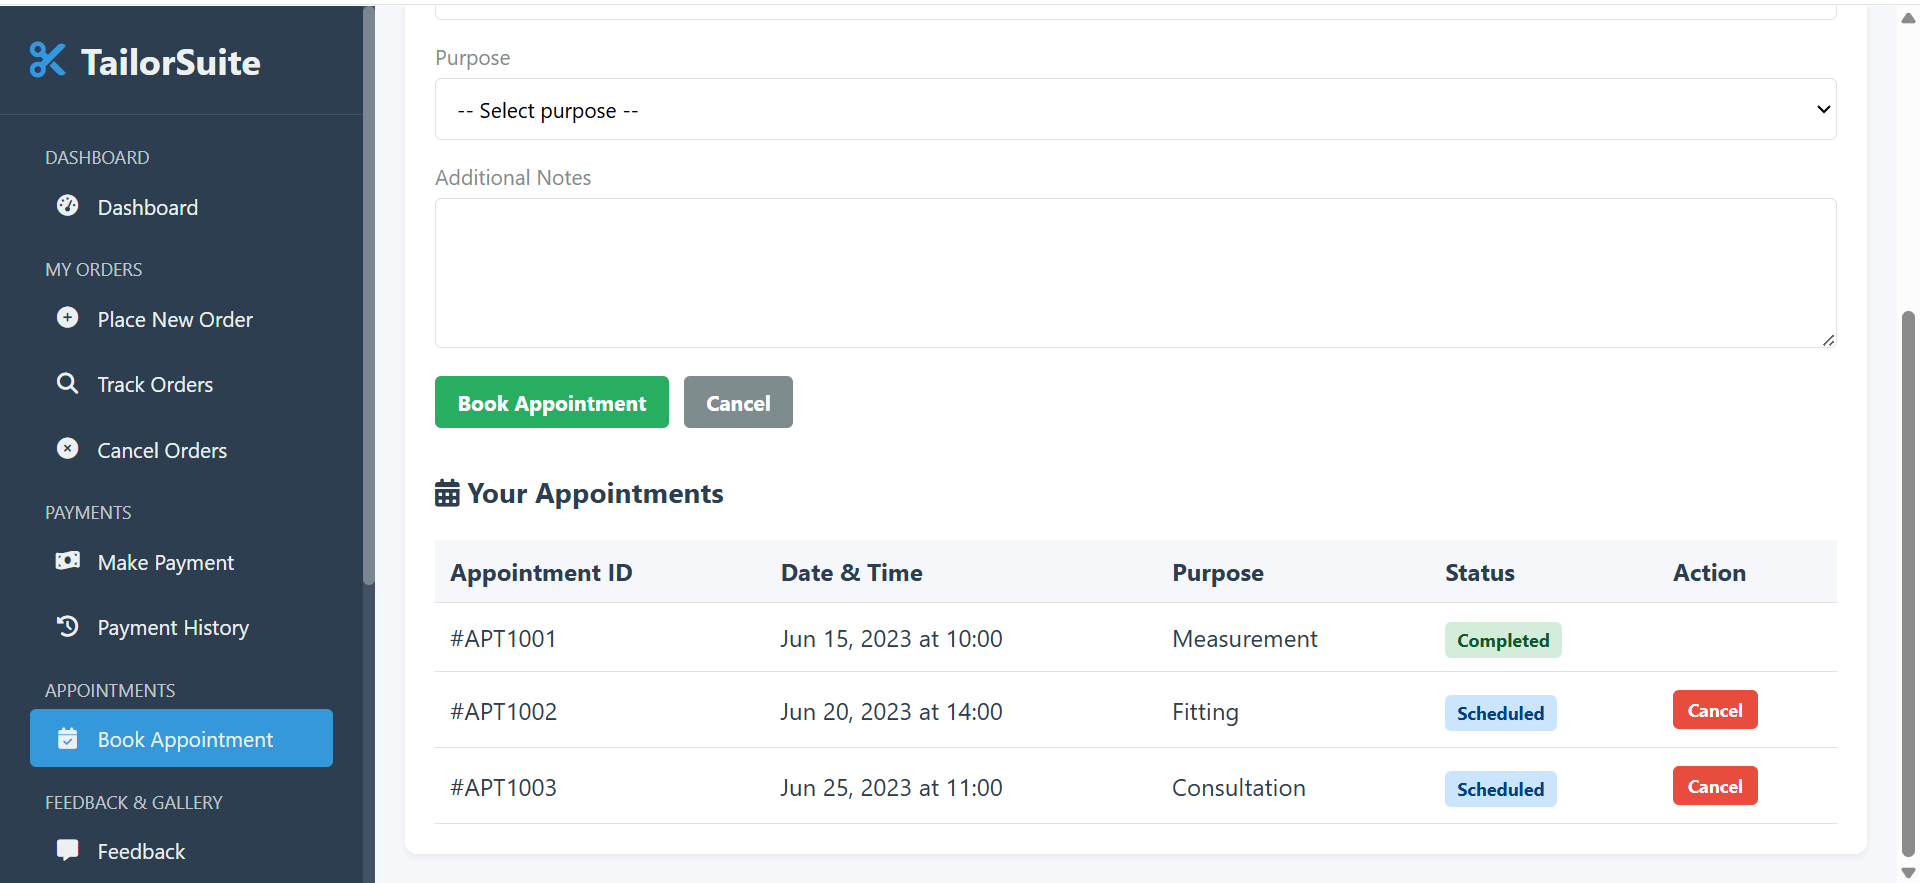 TailorSuite
DASHBOARD
Dashboard
MY ORDERS
Place New Order
Track Orders
Cancel Orders
PAYMENTS
Make Payment
Payment History
APPOINTMENTS
Book Appointment
FEEDBACK & GALLERY
Feedback
Purpose
-- Select purpose --
Additional Notes
Book Appointment Cancel
Your Appointments
Appointment ID Date & Time Purpose Status Action
#APT1001 Jun 15, 2023 at 10:00 Measurement Completed
#APT1002 Jun 20, 2023 at 14:00 Fitting Scheduled Cancel
#APT1003 Jun 25, 2023 at 11:00 Consultation Scheduled Cancel